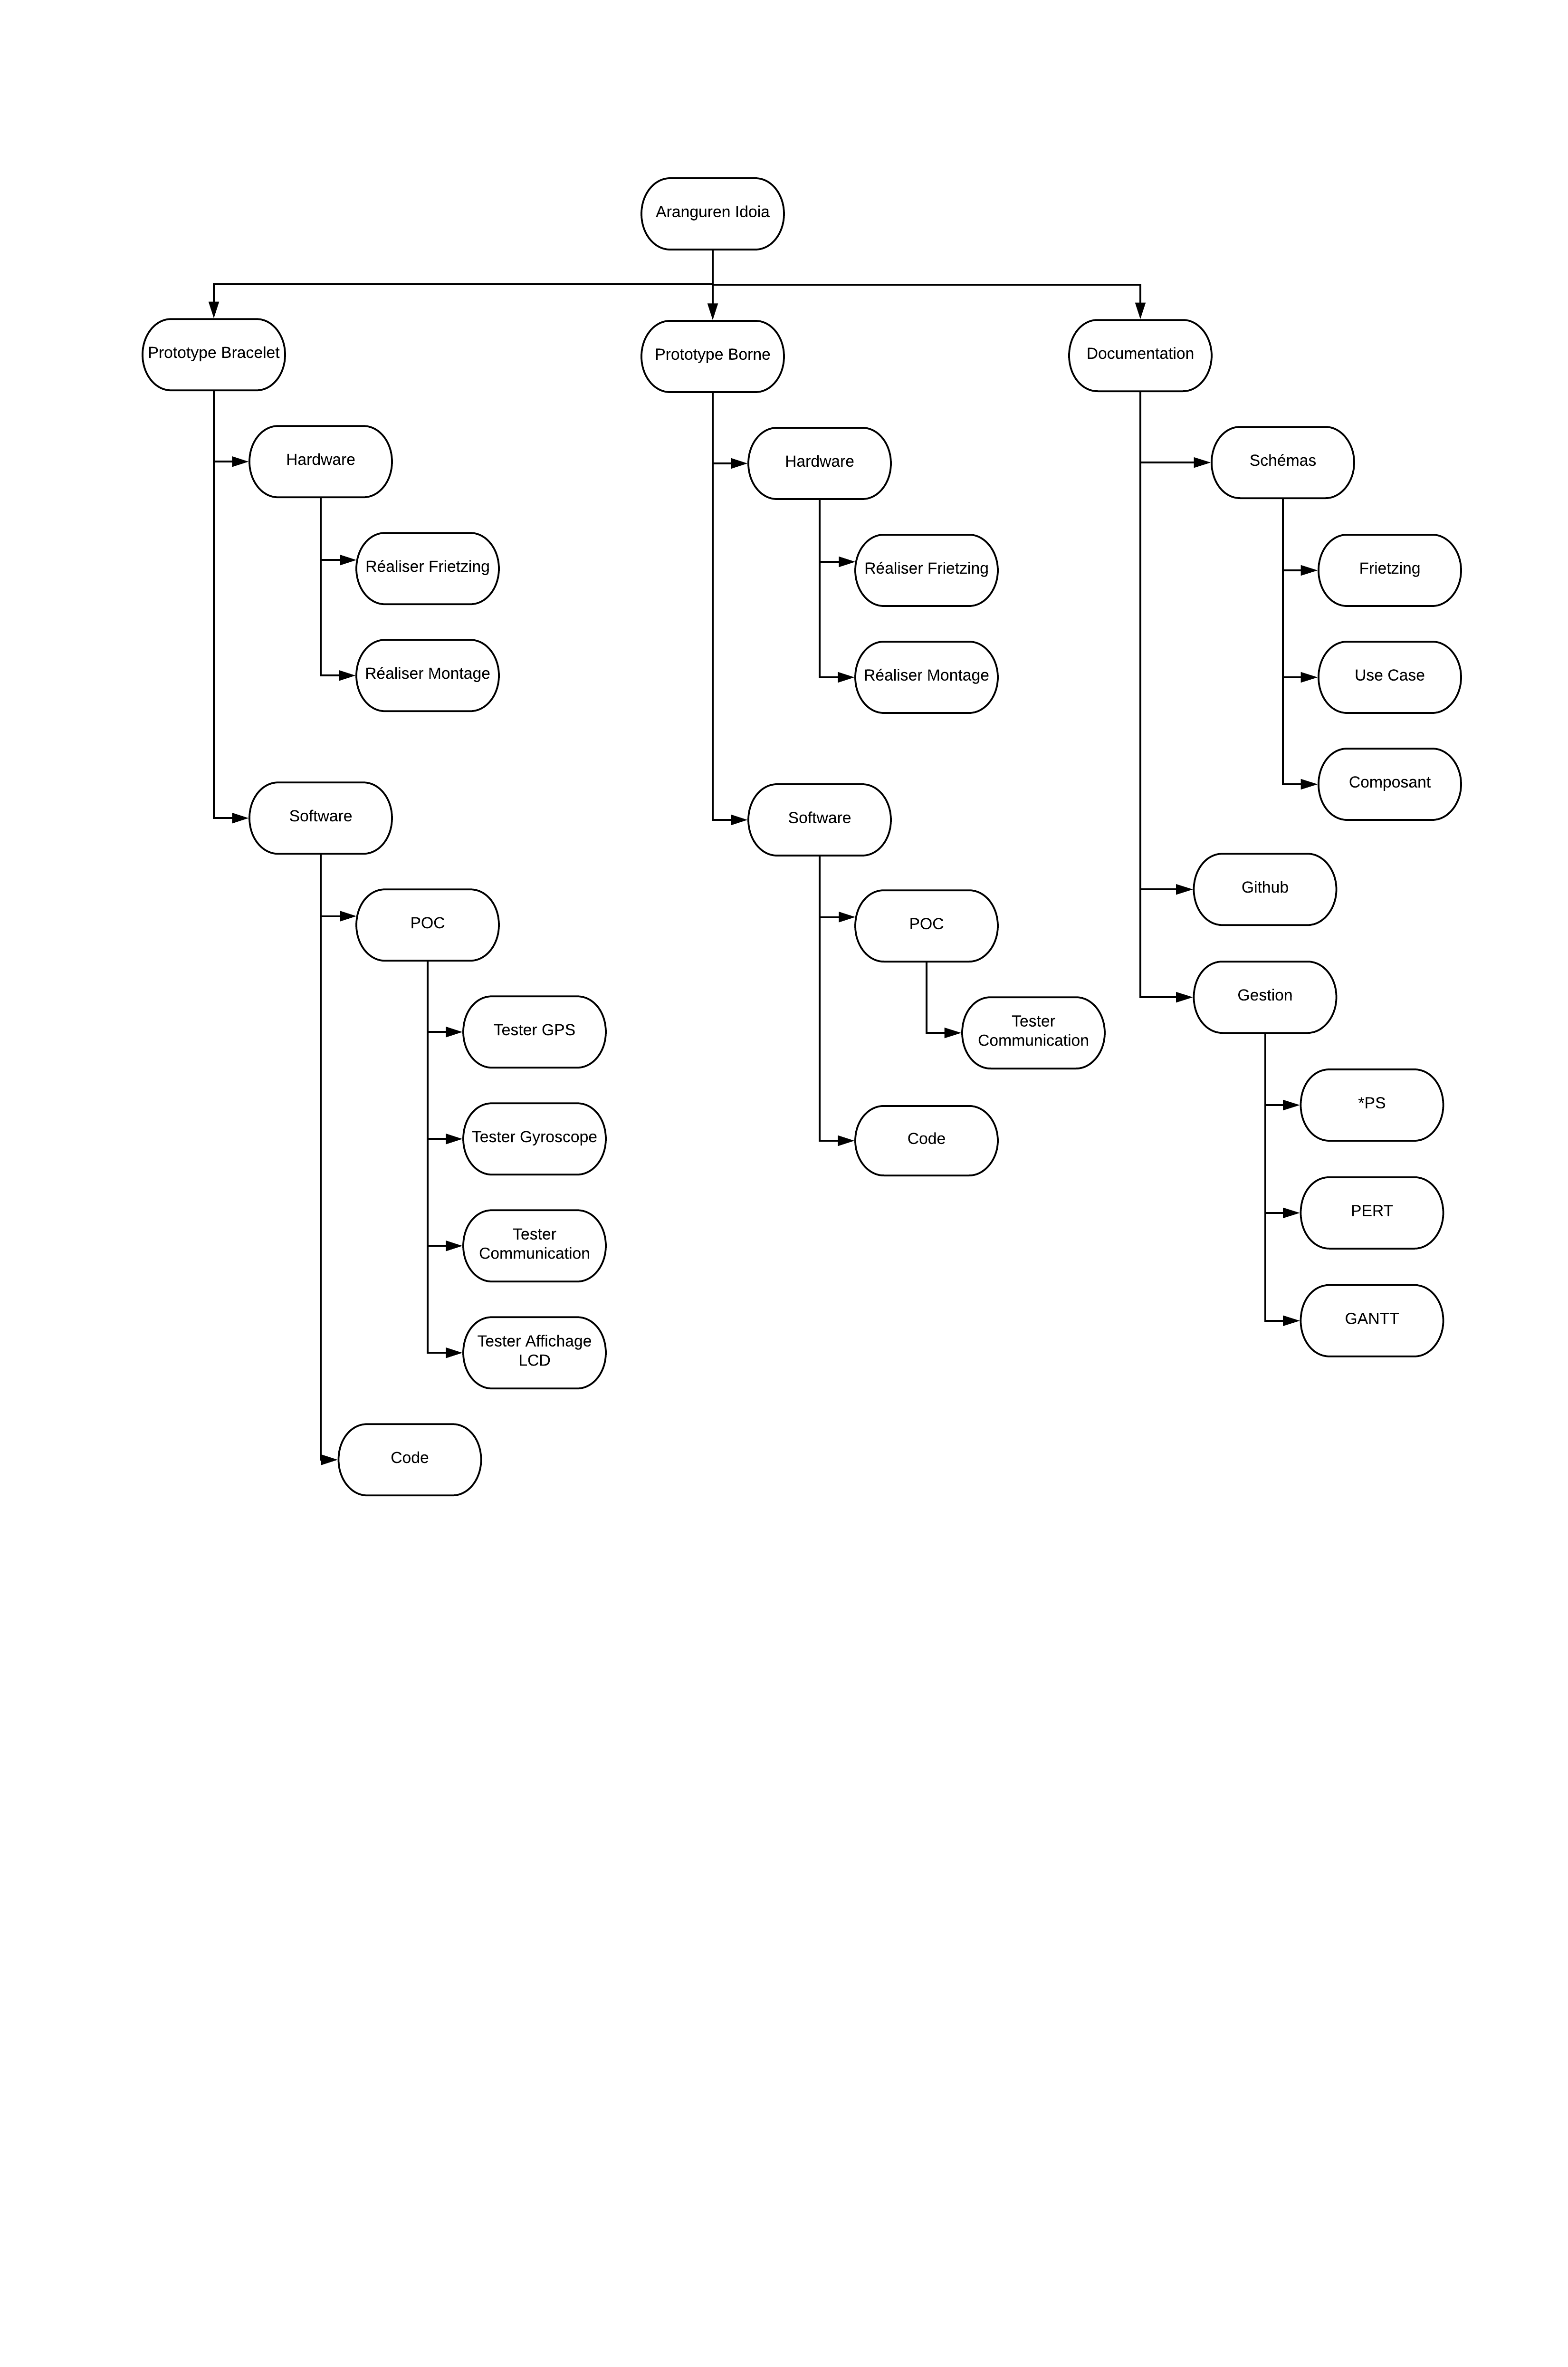 Aranguren Idoia
Prototype Bracelet
Hardware
Réaliser Frietzing
Réaliser Montage
Software
POC
Tester GPS
Tester Gyroscope
Tester
Communication
Tester Affichage
LCD
Code
Prototype Borne
Hardware
Réaliser Frietzing
Réaliser Montage
Software
POC
Tester
Communication
Code
Documentation
Schémas
Frietzing
Use Case
Composant
Github
Gestion
*PS
PERT
GANTT